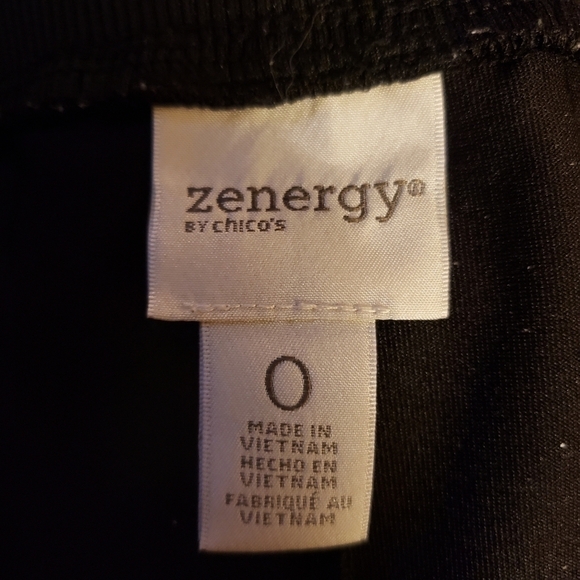 zenergy®
BY chico's
0
MADE IN
VIETNAM
HECHO EN
VIETNAM
FABRIQUÉ AU
VIETNAM